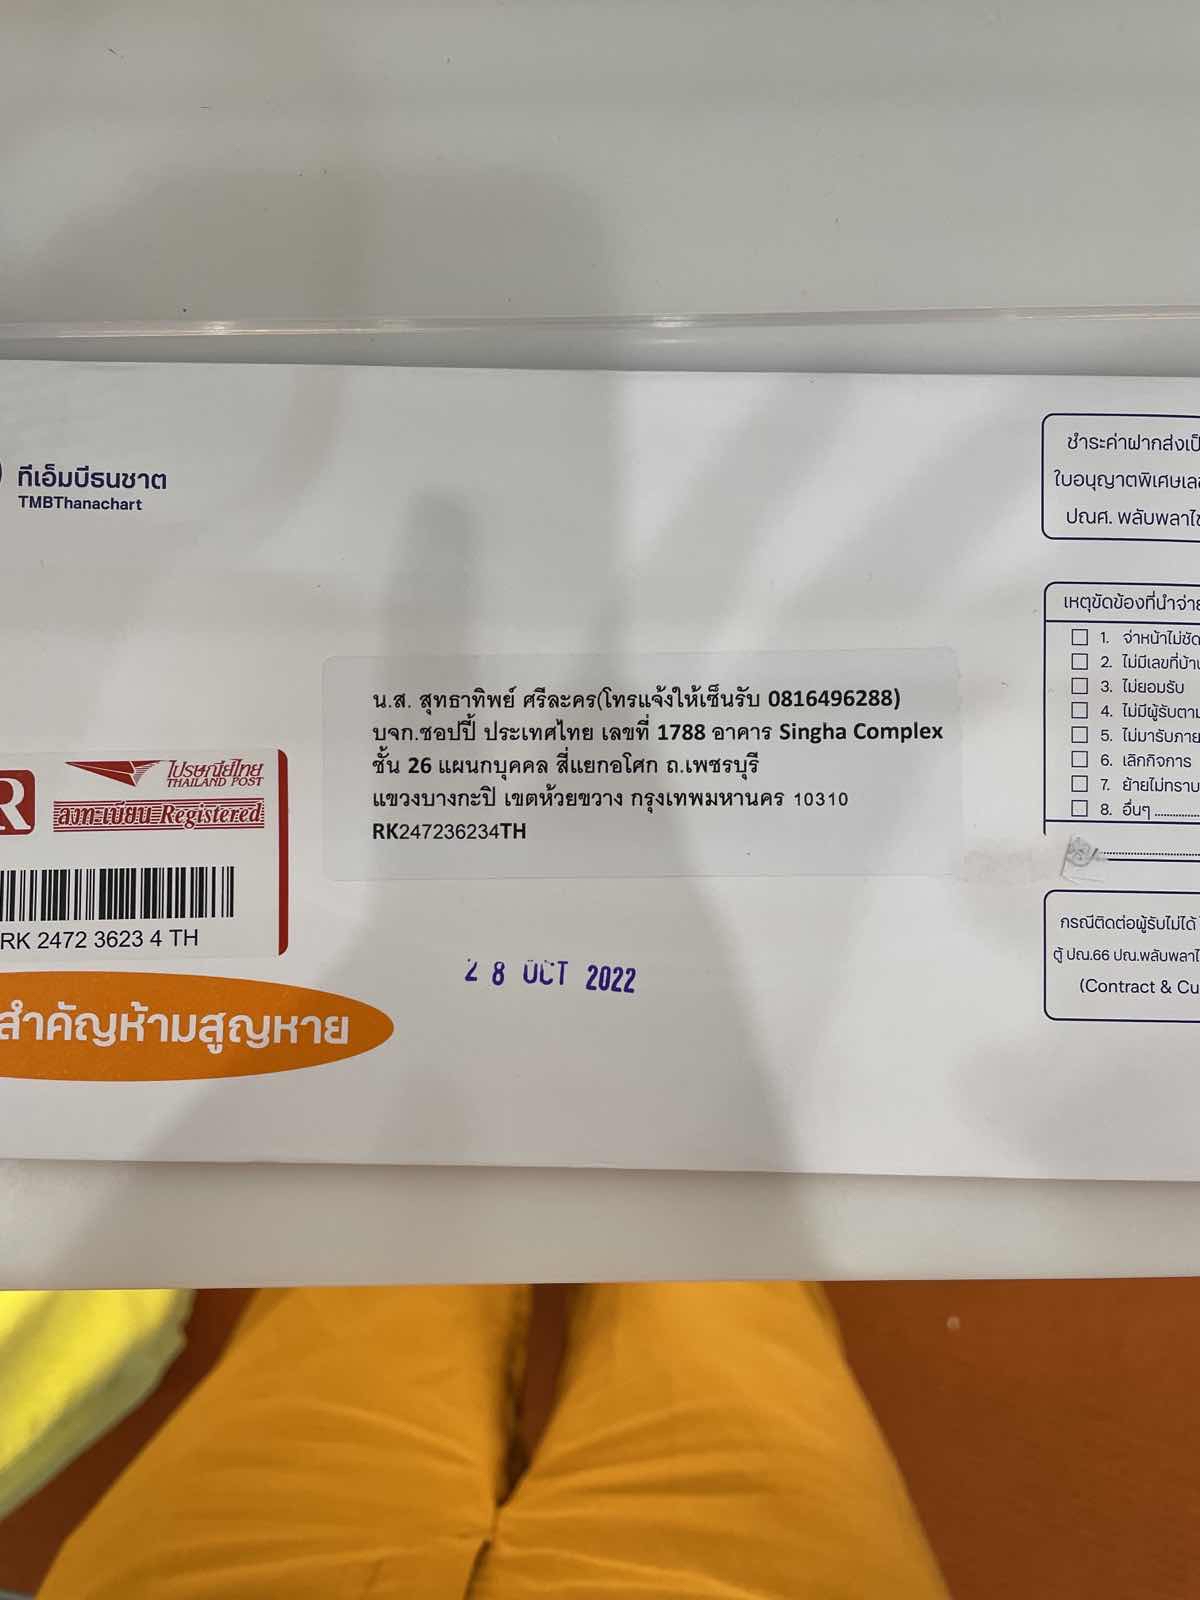 ทีเอ็มบีธนชาต
TMBThanachart
ชำระค่าฝากส่งเป็
ใบอนุญาตพิเศษเล
ปณศ. พลับพลาไช
เหตุขัดข้องที่นำจ่าย
1. จ่าหน้าไม่ชัด
2. ไม่มีเลขที่บ้าน
3. ไม่ยอมรับ
4. ไม่มีผู้รับตาม
5. ไม่มารับภาย
6. เลิกกิจการ
7. ย้ายไม่ทราบ
8. อื่นๆ
น.ส. สุทธาทิพย์ ศรีละคร(โทรแจ้งให้เซ็นรับ 0816496288)
บจก.ชอปปี้ ประเทศไทย เลขที่ 1788 อาคาร Singha Complex
ชั้น 26 แผนกบุคคล สี่แยกอโศก ถ.เพชรบุรี
แขวงบางกะปิ เขตห้วยขวาง กรุงเทพมหานคร 10310
RK247236234TH
R
ไปรษณีย์ไทย
THAILAND POST
ลงทะเบียน Registered
RK 2472 3623 4 TH
28 OCT 2022
สำคัญห้ามสูญหาย
กรณีติดต่อผู้รับไม่ได้
ตู้ ปณ.66 ปณ.พลับพลาไ
(Contract & Cu